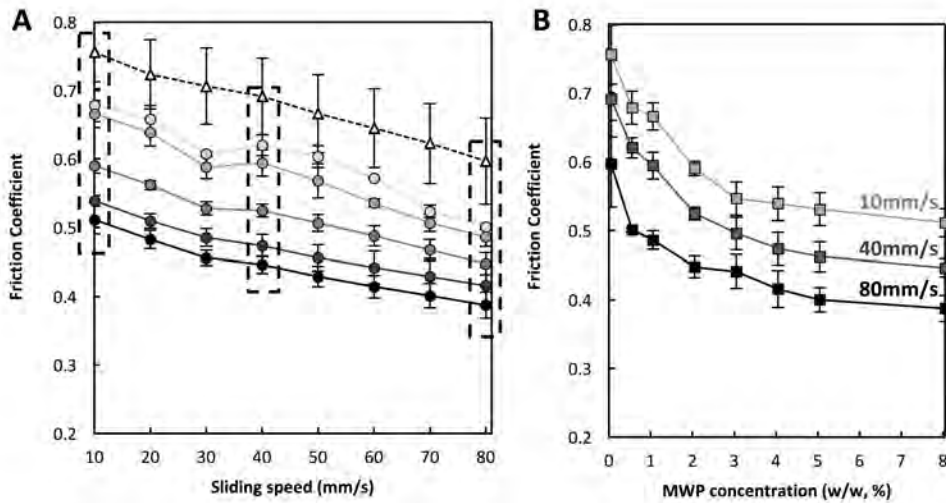 A
0.8
0.7
0.6
0.5
0.4
0.3
0.2
Friction Coefficient
10 20 30 40 50 60 70 80
Sliding speed (mm/s)
B
0.8
0.7
0.6
0.5
0.4
0.3
0.2
Friction Coefficient
10mm/s
40mm/s
80mm/s
0 1 2 3 4 5 6 7 8
MWP concentration (w/w, %)